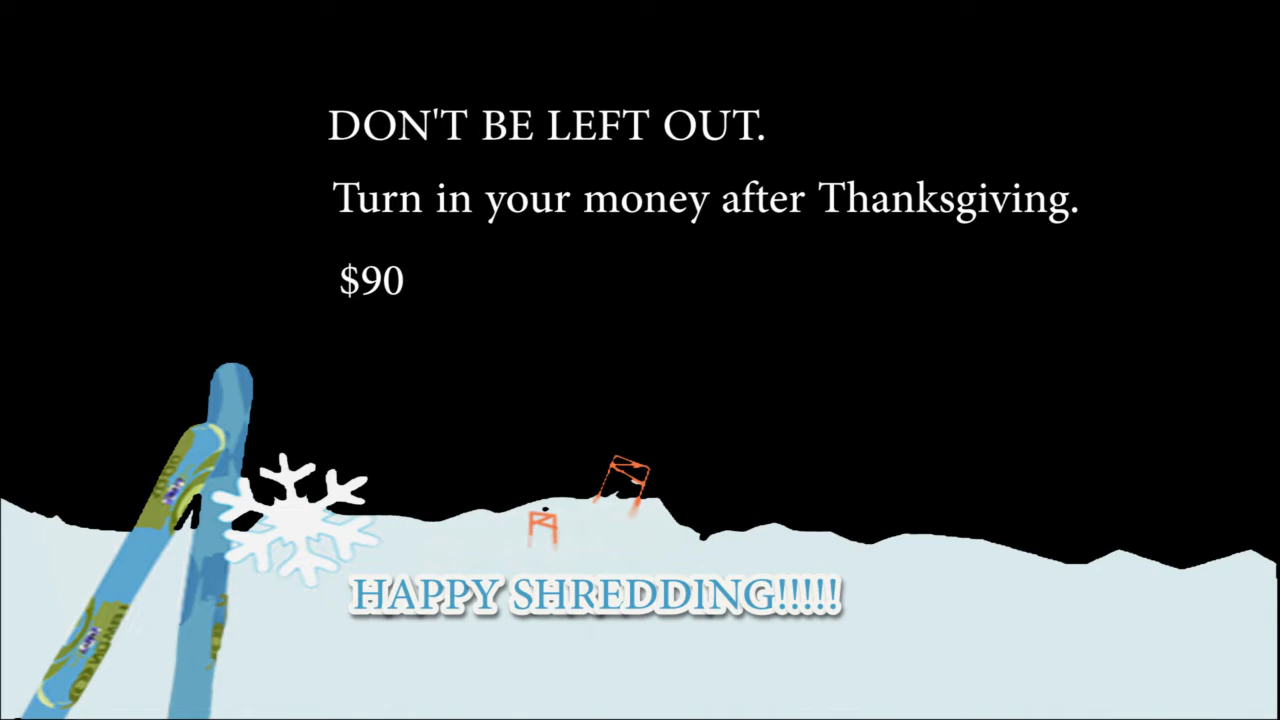 DON'T BE LEFT OUT.
Turn in your money after Thanksgiving.
$90
HAPPY SHREDDING!!!!!